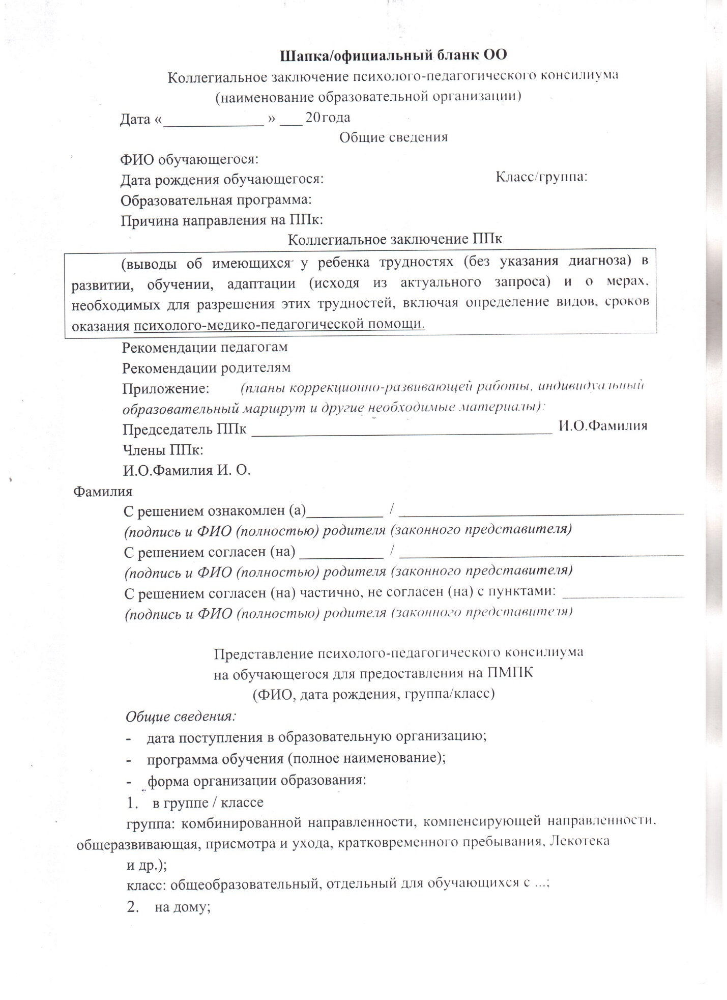 Шапка/официальный бланк ОО
Коллегиальное заключение психолого-педагогического консилиума
(наименование образовательной организации)
Дата «______________ » ___ 20года
Общие сведения
ФИО обучающегося:
Дата рождения обучающегося: Класс/группа:
Образовательная программа:
Причина направления на ППк:
Коллегиальное заключение ППк
(выводы об имеющихся у ребенка трудностях (без указания диагноза) в
развитии, обучении, адаптации (исходя из актуального запроса) и о мерах,
необходимых для разрешения этих трудностей, включая определение видов, сроков
оказания психолого-медико-педагогической помощи.
Рекомендации педагогам
Рекомендации родителям
Приложение: (планы коррекционно-развивающей работы, индивидуальный
образовательный маршрут и другие необходимые материалы):
Председатель ППк ________________________________________ И.О.Фамилия
Члены ППк:
И.О.Фамилия И. О.
Фамилия
С решением ознакомлен (а)__________ / ______________________________________
(подпись и ФИО (полностью) родителя (законного представителя)
С решением согласен (на) ___________ / ______________________________________
(подпись и ФИО (полностью) родителя (законного представителя)
С решением согласен (на) частично, не согласен (на) с пунктами: ________________
(подпись и ФИО (полностью) родителя (законного представителя)
Представление психолого-педагогического консилиума
на обучающегося для предоставления на ПМПК
(ФИО, дата рождения, группа/класс)
Общие сведения:
- дата поступления в образовательную организацию;
- программа обучения (полное наименование);
- форма организации образования:
1. в группе / классе
группа: комбинированной направленности, компенсирующей направленности,
общеразвивающая, присмотра и ухода, кратковременного пребывания, Лекотека
и др.);
класс: общеобразовательный, отдельный для обучающихся с ...;
2. на дому;